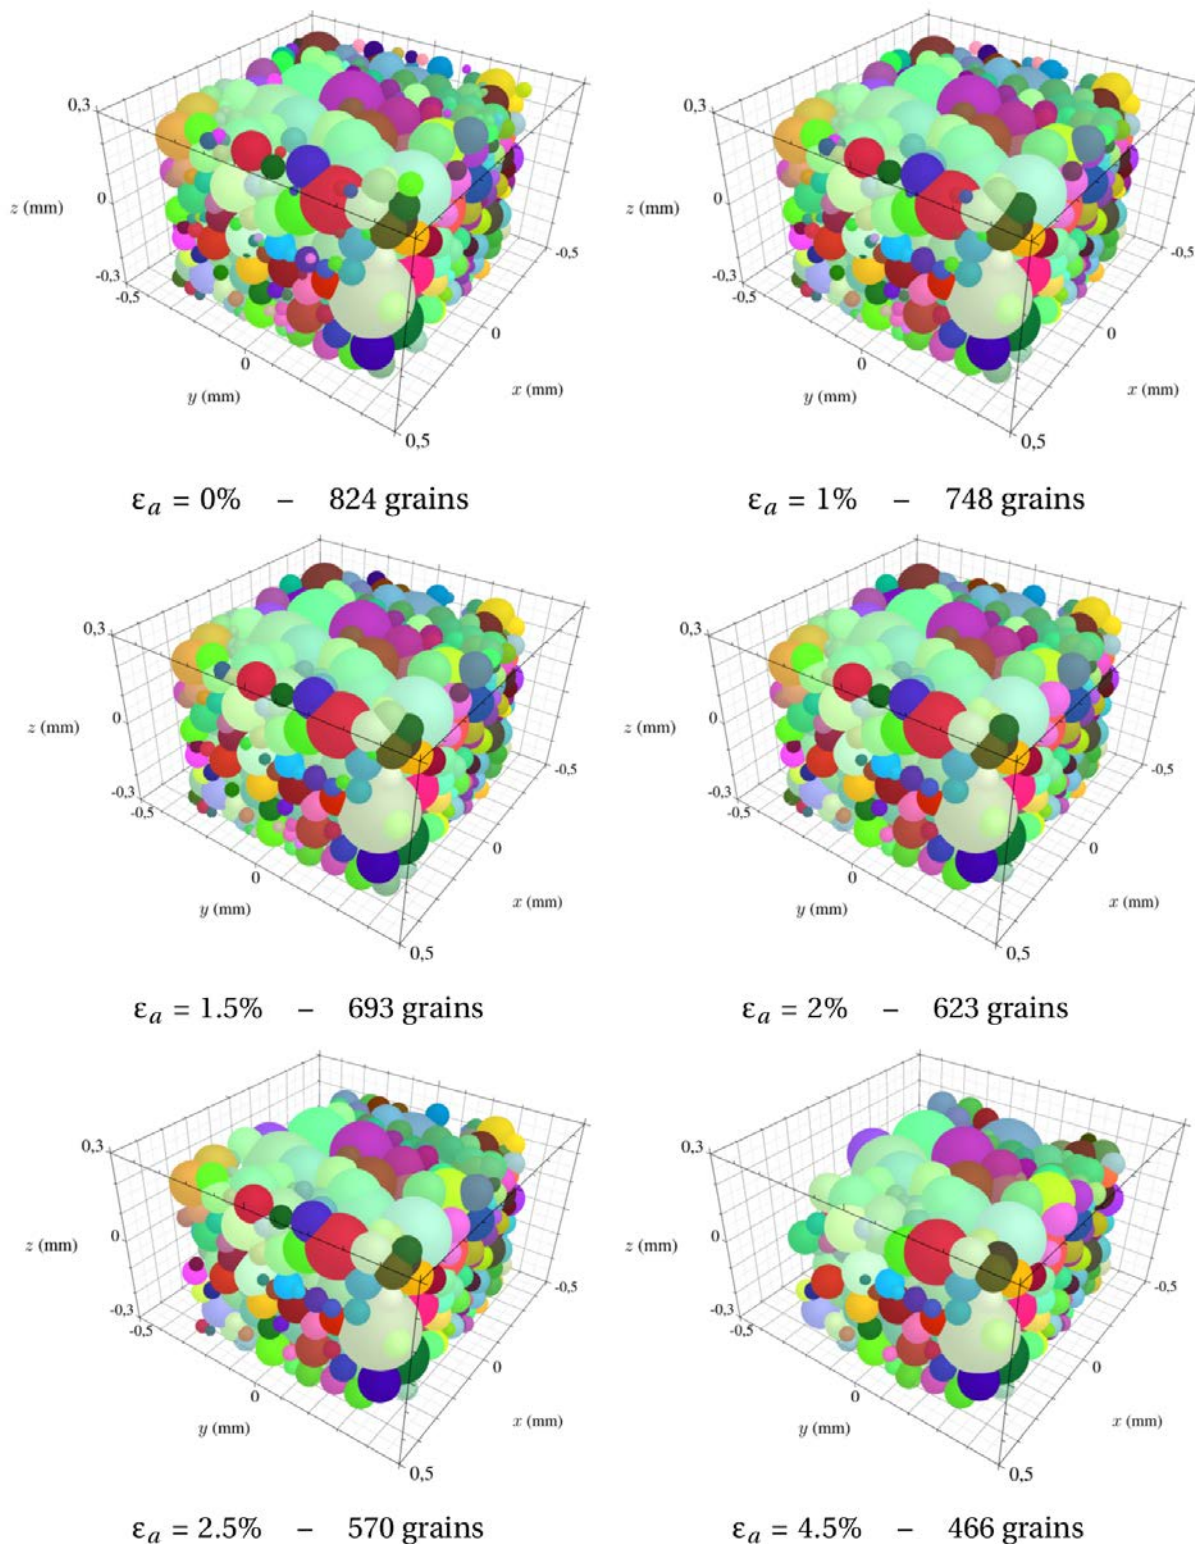 0,3
z (mm)
0
-0,3
-0,5
y (mm)
0
0,5
x (mm)
0
-0,5
εa = 0% – 824 grains
0,3
z (mm)
0
-0,3
-0,5
y (mm)
0
0,5
x (mm)
0
-0,5
εa = 1% – 748 grains
0,3
z (mm)
0
-0,3
-0,5
y (mm)
0
0,5
x (mm)
0
-0,5
εa = 1.5% – 693 grains
0,3
z (mm)
0
-0,3
-0,5
y (mm)
0
0,5
x (mm)
0
-0,5
εa = 2% – 623 grains
0,3
z (mm)
0
-0,3
-0,5
y (mm)
0
0,5
x (mm)
0
-0,5
εa = 2.5% – 570 grains
0,3
z (mm)
0
-0,3
-0,5
y (mm)
0
0,5
x (mm)
0
-0,5
εa = 4.5% – 466 grains